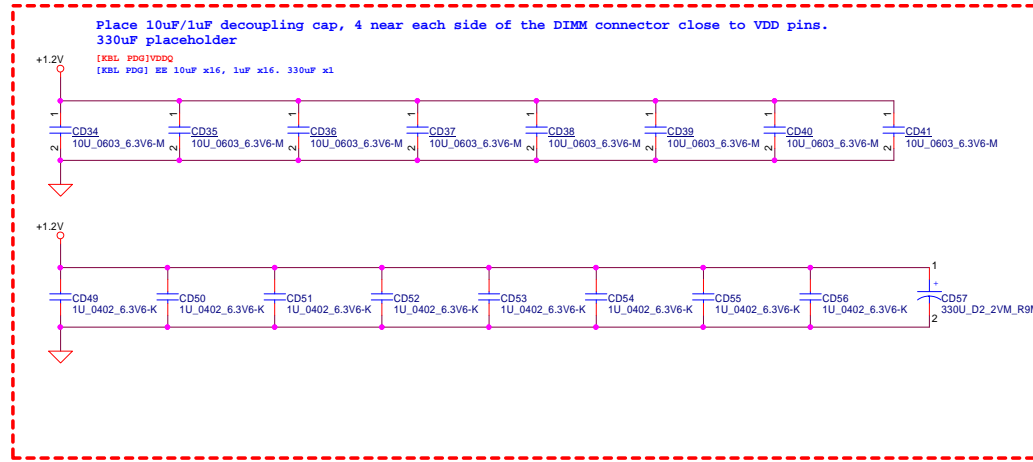 Place 10uF/1uF decoupling cap, 4 near each side of the DIMM connector close to VDD pins.
330uF placeholder
[KBL PDG]VDDQ
[KBL PDG] EE 10uF x16, 1uF x16. 330uF x1
+1.2V
1 1 1 1 1 1 1 1
CD34 CD35 CD36 CD37 CD38 CD39 CD40 CD41
10U_0603_6.3V6-M 10U_0603_6.3V6-M 10U_0603_6.3V6-M 10U_0603_6.3V6-M 10U_0603_6.3V6-M 10U_0603_6.3V6-M 10U_0603_6.3V6-M 10U_0603_6.3V6-M
2 2 2 2 2 2 2 2
+1.2V
1
+
CD49 CD50 CD51 CD52 CD53 CD54 CD55 CD56 CD57
1U_0402_6.3V6-K 1U_0402_6.3V6-K 1U_0402_6.3V6-K 1U_0402_6.3V6-K 1U_0402_6.3V6-K 1U_0402_6.3V6-K 1U_0402_6.3V6-K 1U_0402_6.3V6-K 330U_D2_2VM_R9M
2